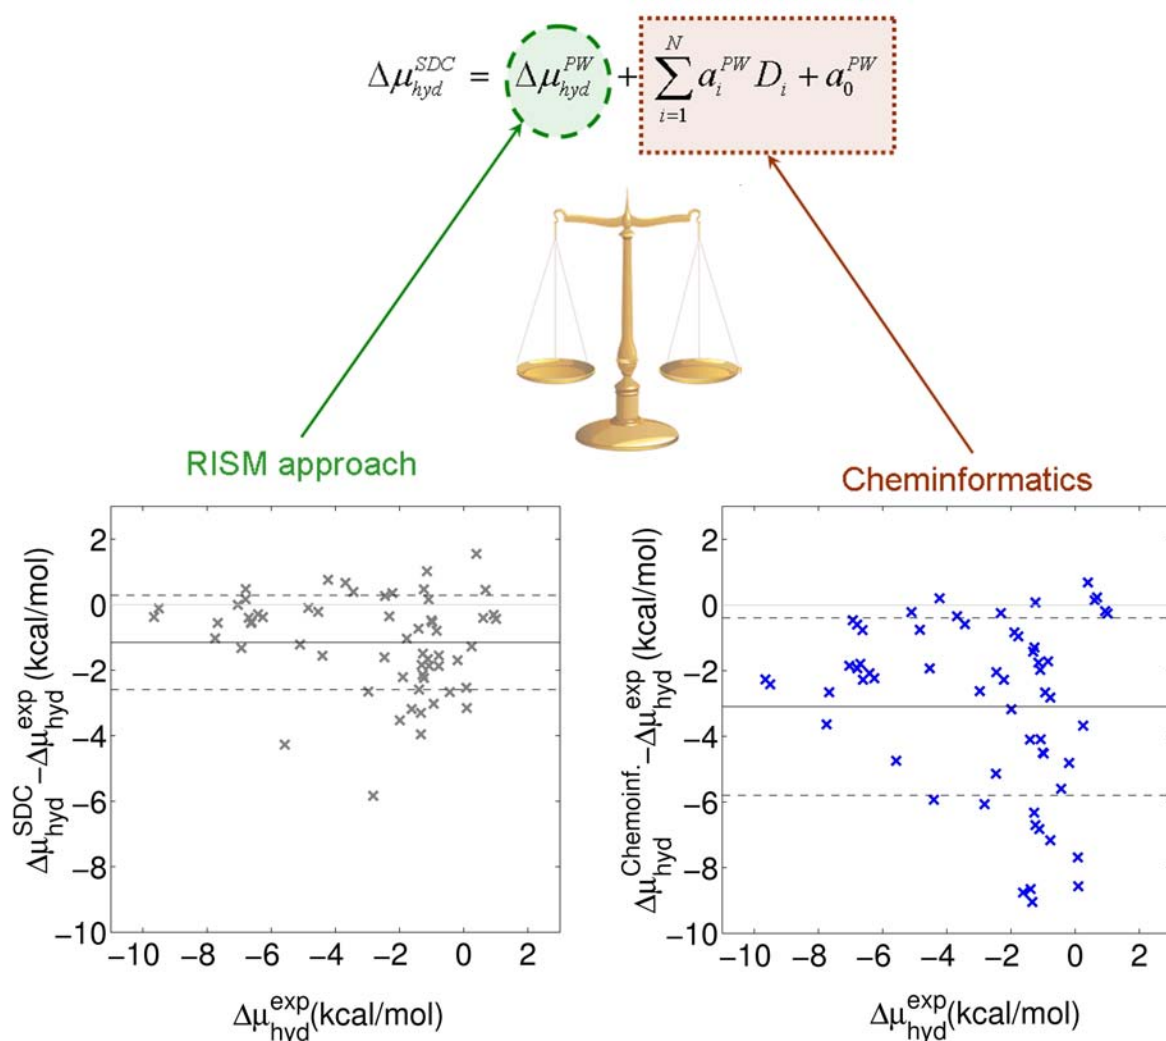 Δμ_hyd^SDC = Δμ_hyd^PW + ∑_{i=1}^{N} a_i^PW D_i + a_0^PW
RISM approach
Cheminformatics
Δμ_hyd^SDC −Δμ_hyd^exp (kcal/mol)
2
0
−2
−4
−6
−8
−10
−10 −8 −6 −4 −2 0 2
Δμ_hyd^exp(kcal/mol)
Δμ_hyd^Chemoinf. −Δμ_hyd^exp (kcal/mol)
2
0
−2
−4
−6
−8
−10
−10 −8 −6 −4 −2 0 2
Δμ_hyd^exp(kcal/mol)